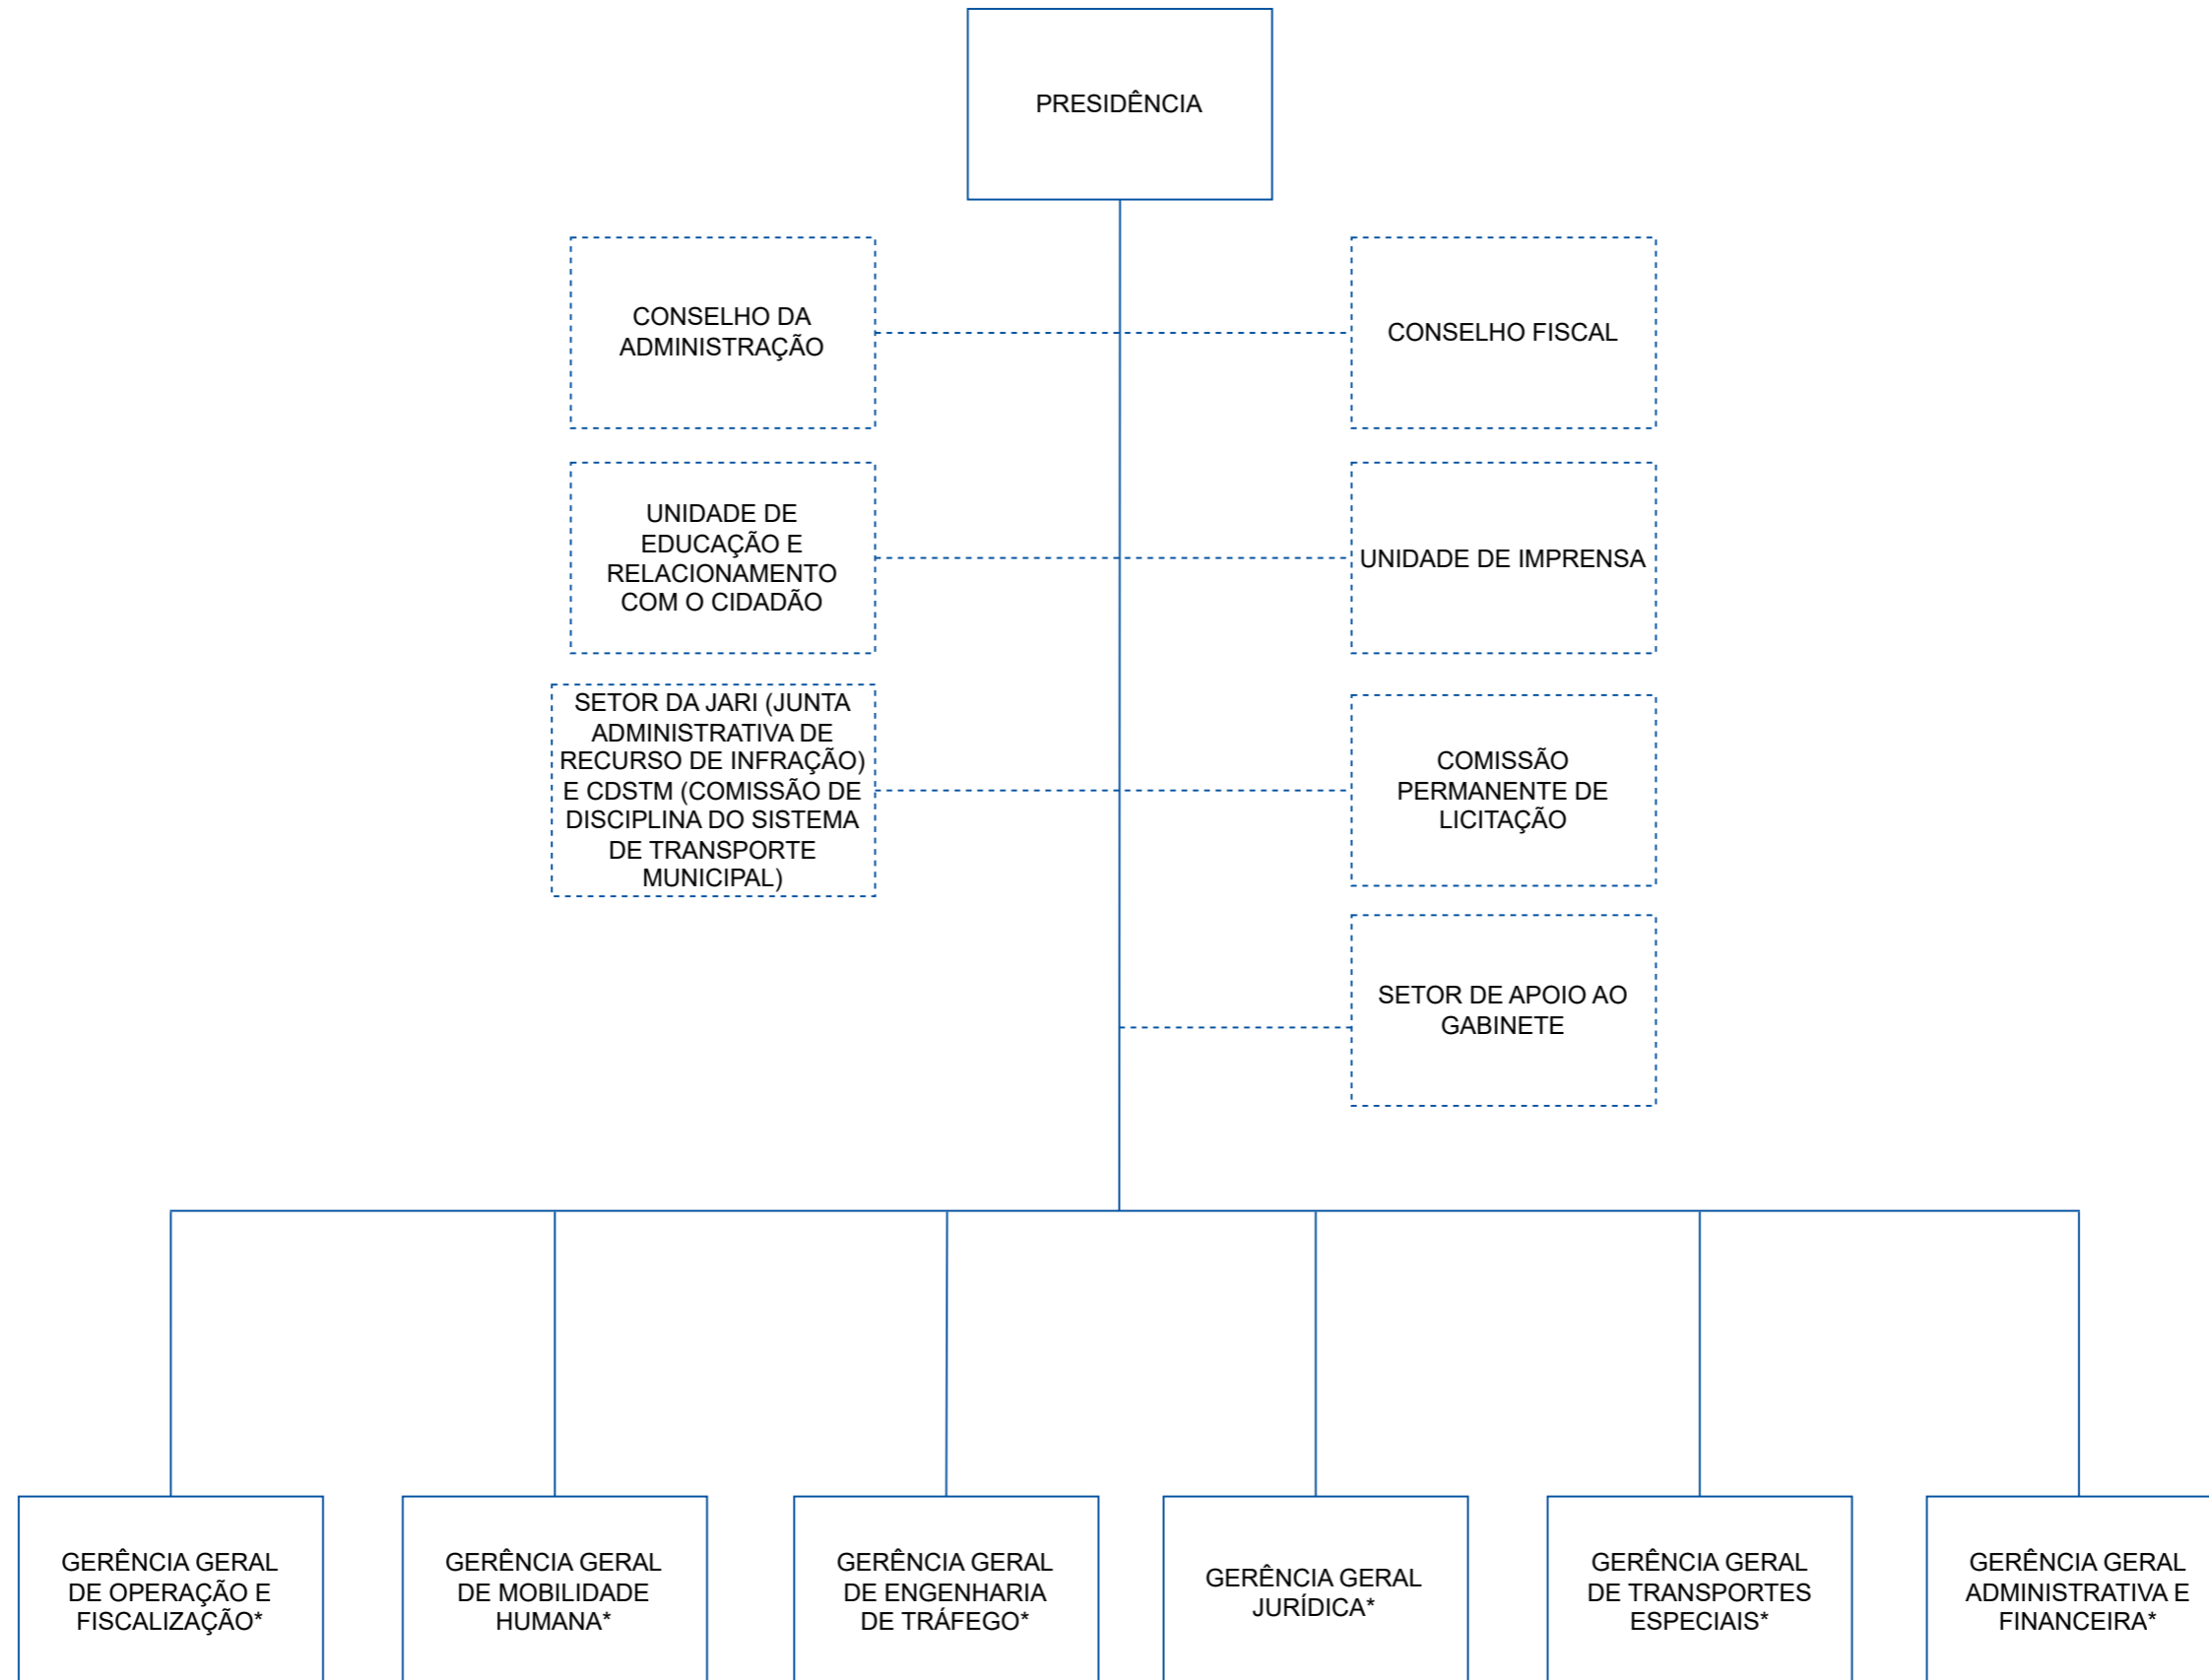 PRESIDÊNCIA
CONSELHO DA
ADMINISTRAÇÃO
CONSELHO FISCAL
UNIDADE DE
EDUCAÇÃO E
RELACIONAMENTO
COM O CIDADÃO
UNIDADE DE IMPRENSA
SETOR DA JARI (JUNTA
ADMINISTRATIVA DE
RECURSO DE INFRAÇÃO)
E CDSTM (COMISSÃO DE
DISCIPLINA DO SISTEMA
DE TRANSPORTE
MUNICIPAL)
COMISSÃO
PERMANENTE DE
LICITAÇÃO
SETOR DE APOIO AO
GABINETE
GERÊNCIA GERAL
DE OPERAÇÃO E
FISCALIZAÇÃO*
GERÊNCIA GERAL
DE MOBILIDADE
HUMANA*
GERÊNCIA GERAL
DE ENGENHARIA
DE TRÁFEGO*
GERÊNCIA GERAL
JURÍDICA*
GERÊNCIA GERAL
DE TRANSPORTES
ESPECIAIS*
GERÊNCIA GERAL
ADMINISTRATIVA E
FINANCEIRA*